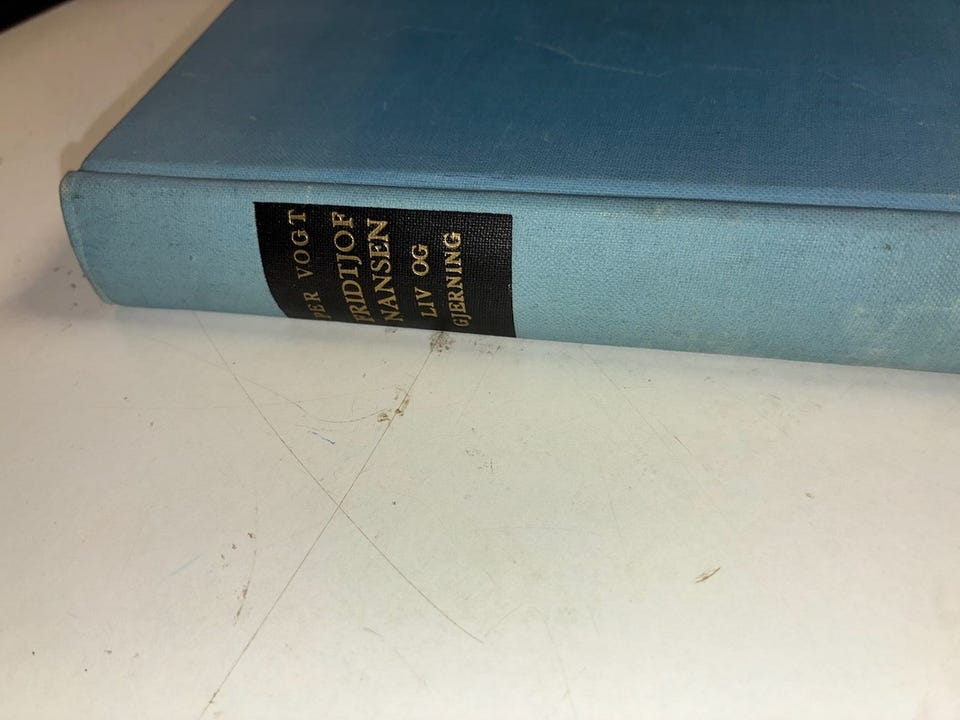 PER VOGT
FRIDTJOF
NANSEN
LIV OG
GJERNING